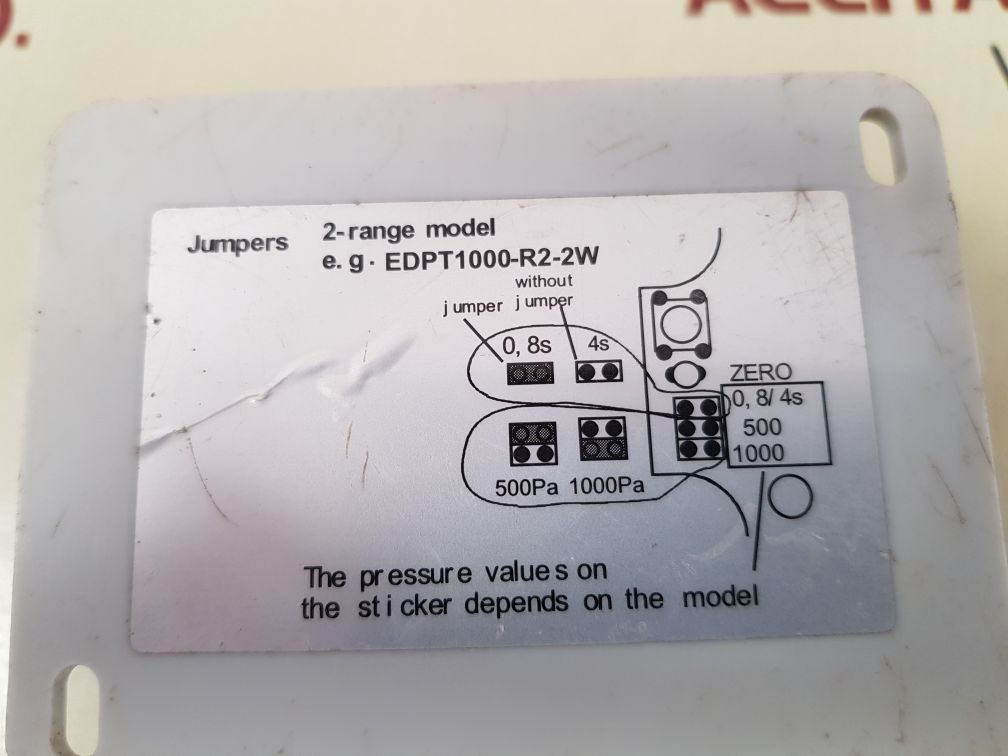 Jumpers
2-range model
e.g. EDPT1000-R2-2W
without
jumper jumper
0,8s 4s
ZERO
0,8/4s
500
1000
500Pa 1000Pa
The pressure values on
the sticker depends on the model